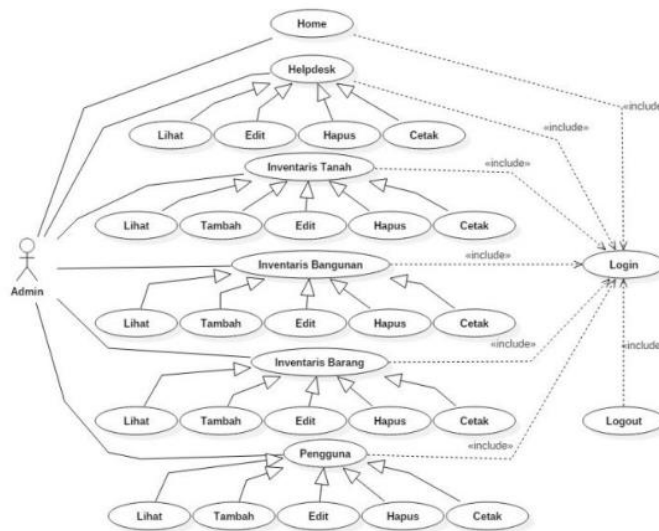 Home
«include»
Helpdesk
«include»
Lihat
Edit
Hapus
Cetak
Inventaris Tanah
«include»
Lihat
Tambah
Edit
Hapus
Cetak
Admin
Inventaris Bangunan
«include»
Login
Lihat
Tambah
Edit
Hapus
Cetak
Inventaris Barang
«include»
«include»
Lihat
Tambah
Edit
Hapus
Cetak
Logout
Pengguna
«include»
Lihat
Tambah
Edit
Hapus
Cetak